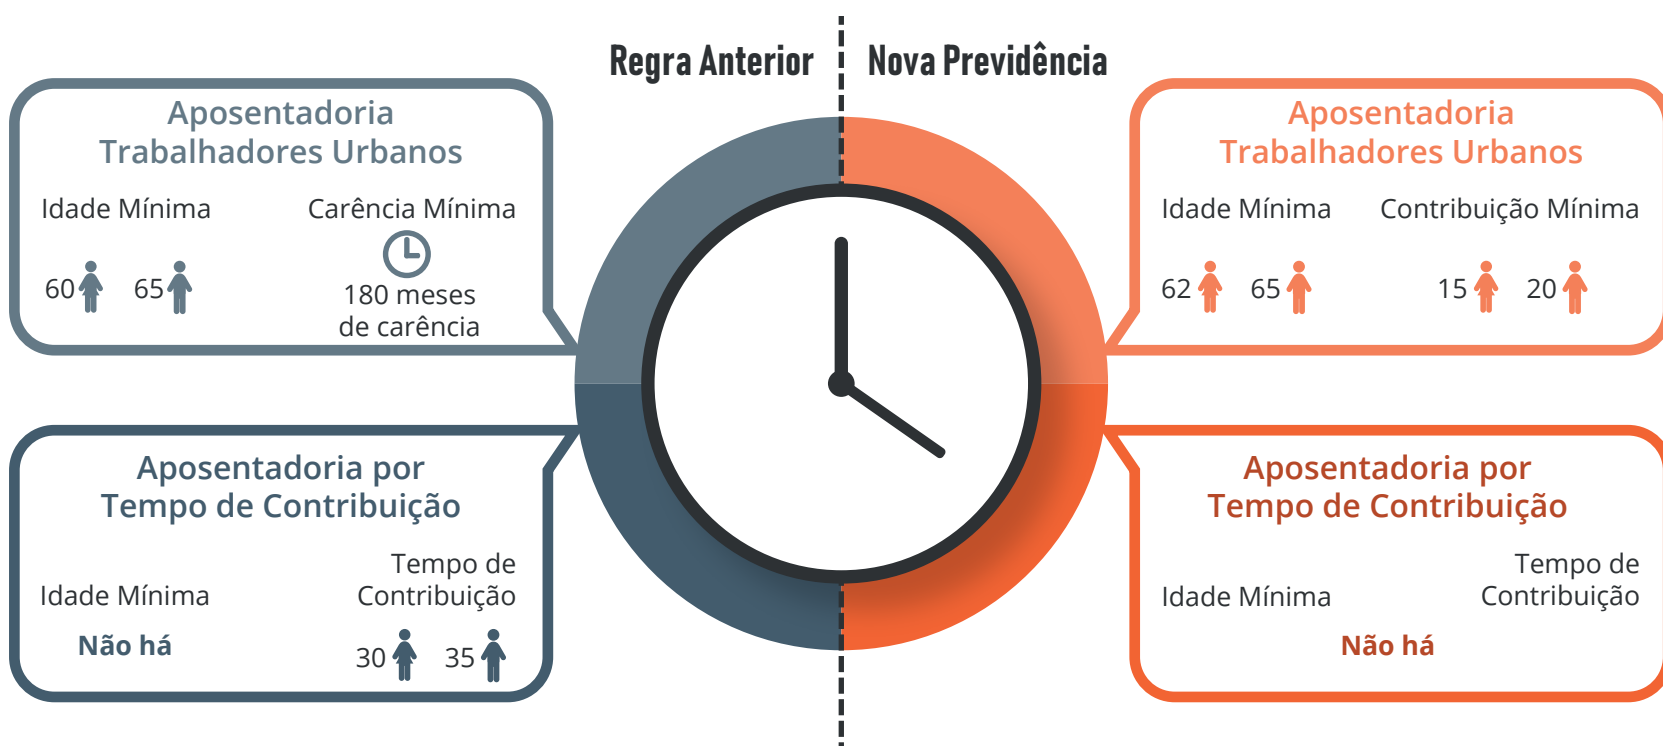 Regra Anterior
Nova Previdência
Aposentadoria
Trabalhadores Urbanos
Idade Mínima
Carência Mínima
60 65
180 meses
de carência
Aposentadoria
Trabalhadores Urbanos
Idade Mínima
Contribuição Mínima
62 65
15 20
Aposentadoria por
Tempo de Contribuição
Idade Mínima
Não há
Tempo de
Contribuição
30 35
Aposentadoria por
Tempo de Contribuição
Idade Mínima
Tempo de
Contribuição
Não há